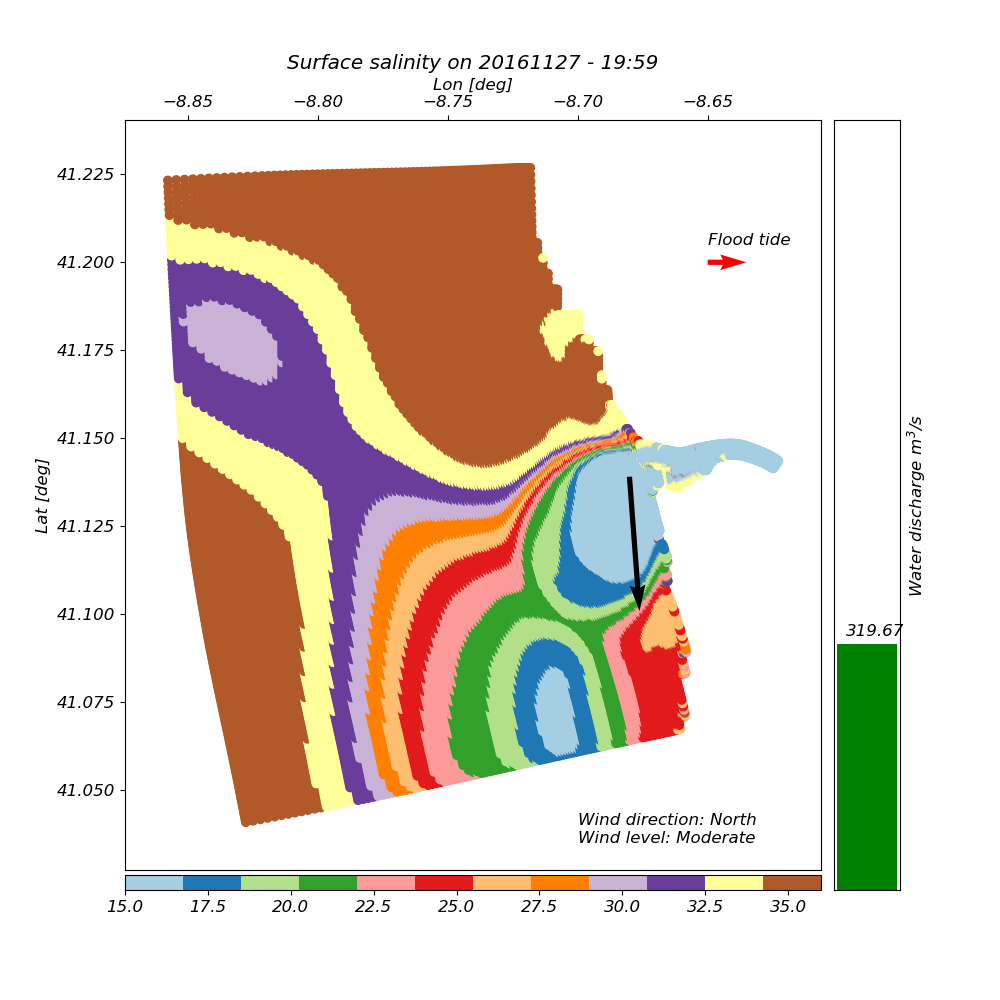 Surface salinity on 20161127 - 19:59
Lon [deg]
−8.85 −8.80 −8.75 −8.70 −8.65
41.225
41.200
41.175
41.150
41.125
41.100
41.075
41.050
Lat [deg]
Flood tide
Wind direction: North
Wind level: Moderate
15.0 17.5 20.0 22.5 25.0 27.5 30.0 32.5 35.0
319.67
Water discharge m³/s